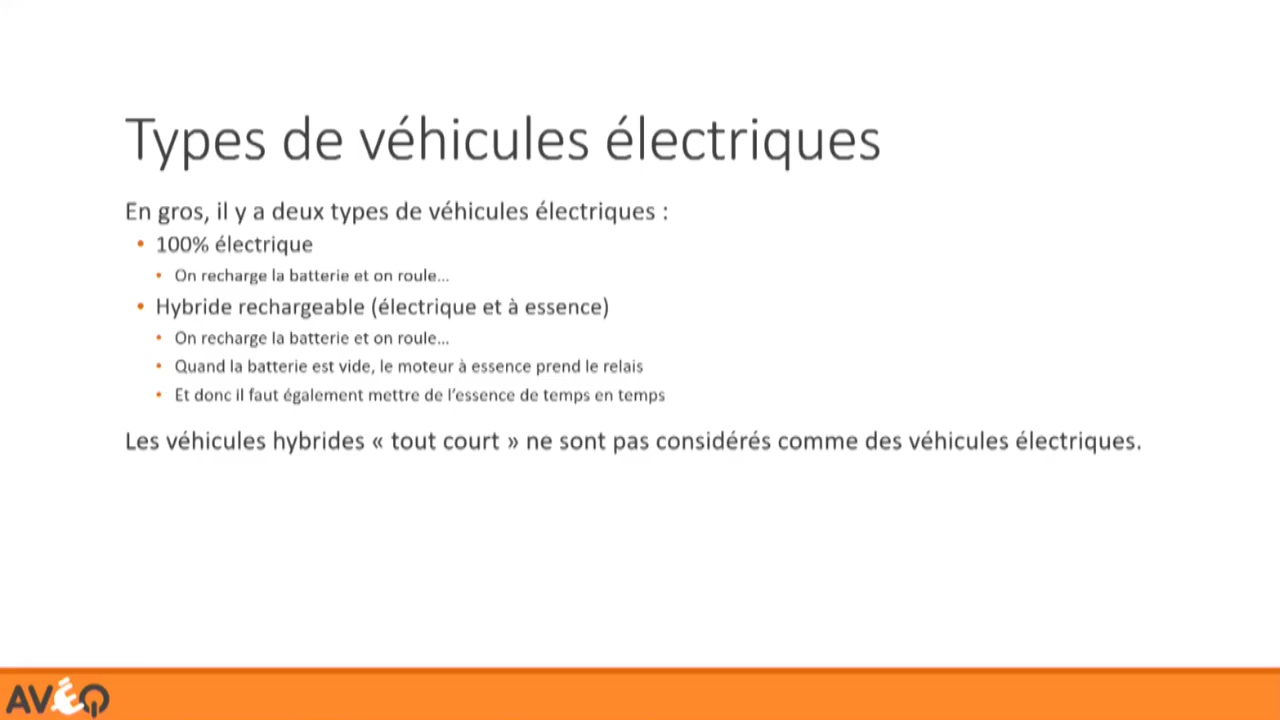 Types de véhicules électriques
En gros, il y a deux types de véhicules électriques :
• 100% électrique
• On recharge la batterie et on roule...
• Hybride rechargeable (électrique et à essence)
• On recharge la batterie et on roule...
• Quand la batterie est vide, le moteur à essence prend le relais
• Et donc il faut également mettre de l’essence de temps en temps
Les véhicules hybrides « tout court » ne sont pas considérés comme des véhicules électriques.
AVÉQ